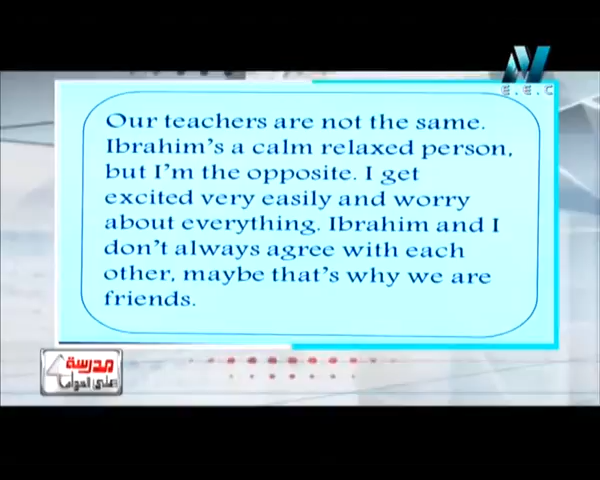 E.E.C
Our teachers are not the same.
Ibrahim's a calm relaxed person,
but I'm the opposite. I get
excited very easily and worry
about everything. Ibrahim and I
don't always agree with each
other, maybe that's why we are
friends.
مدرسة
على الهواء